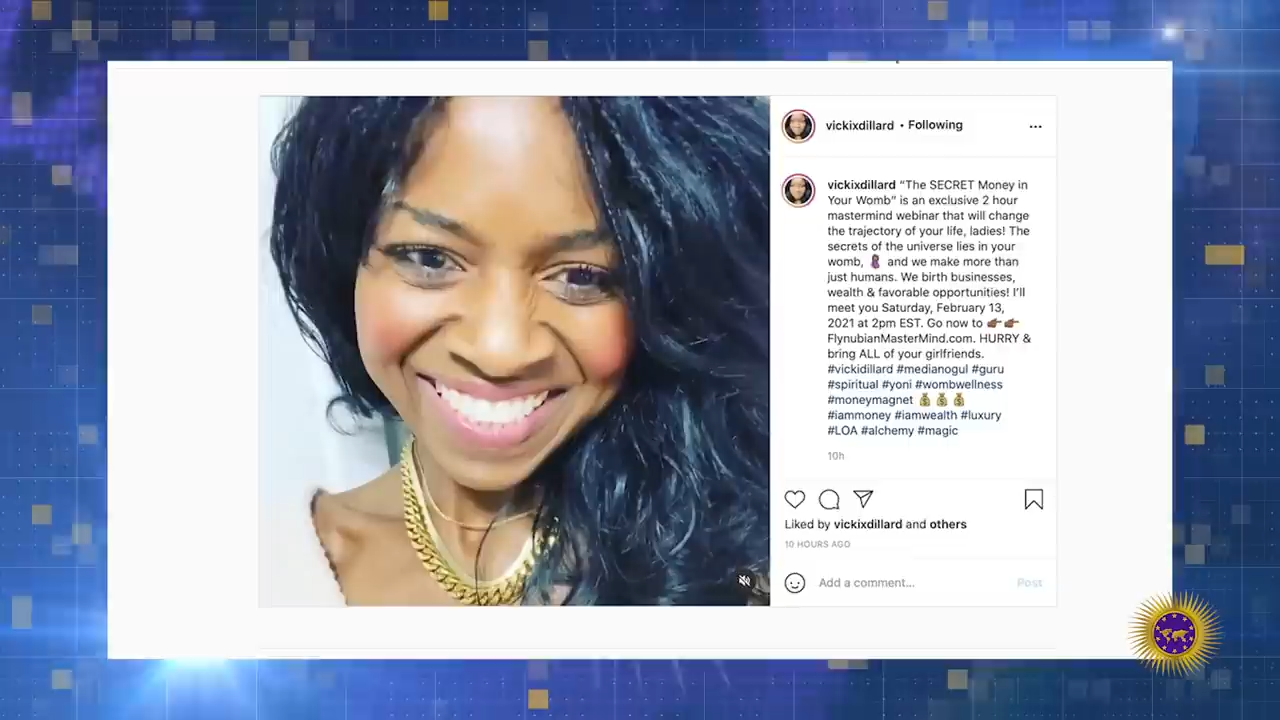 vickixdillard • Following
vickixdillard “The SECRET Money in
Your Womb” is an exclusive 2 hour
mastermind webinar that will change
the trajectory of your life, ladies! The
secrets of the universe lies in your
womb, 🤰🏿 and we make more than
just humans. We birth businesses,
wealth & favorable opportunities! I’ll
meet you Saturday, February 13,
2021 at 2pm EST. Go now to 👉🏾👉🏾
FlynubianMasterMind.com. HURRY &
bring ALL of your girlfriends.
#vickidillard #medianogul #guru
#spiritual #yoni #wombwellness
#moneymagnet 💰 💰 💰
#iammoney #iamwealth #luxury
#LOA #alchemy #magic
10h
Liked by vickixdillard and others
10 HOURS AGO
Add a comment... Post